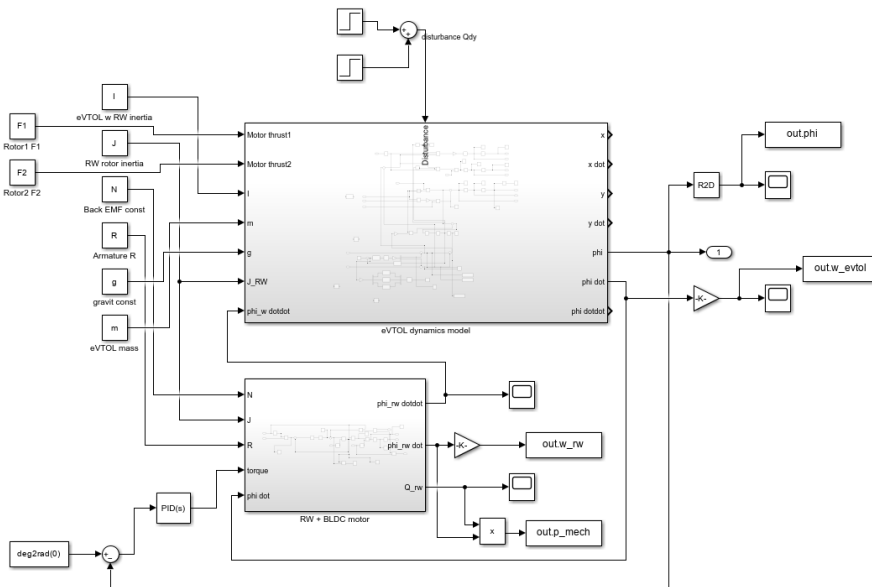 disturbance Qdy
I
eVTOL w RW inertia
F1
Rotor1 F1
J
RW rotor inertia
F2
Rotor2 F2
N
Back EMF const
R
Armature R
g
gravit const
m
eVTOL mass
Disturbance
Motor thrust1
Motor thrust2
I
m
g
J_RW
phi_w dotdot
x
x dot
y
y dot
phi
phi dot
phi dotdot
eVTOL dynamics model
R2D
out.phi
1
-K-
out.w_evtol
N
J
R
torque
phi dot
phi_rw dotdot
phi_rw dot
Q_rw
RW + BLDC motor
-K-
out.w_rw
x
out.p_mech
PID(s)
deg2rad(0)